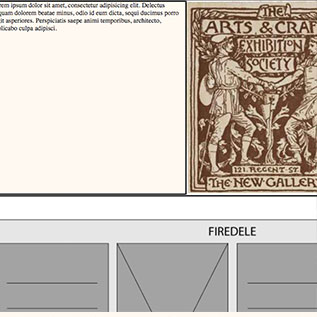 rem ipsum dolor sit amet, consectetur adipisicing elit. Delectus
quam dolorem beatae minus, odio id eum dicta, sequi ducimus porro
it asperiores. Perspiciatis saepe animi temporibus, architecto,
plicabo culpa adipisci.
THE
ARTS & CRAF
EXHIBITION
SOCIETY
121. REGENT ST.
THE NEW GALLER
FIREDELE